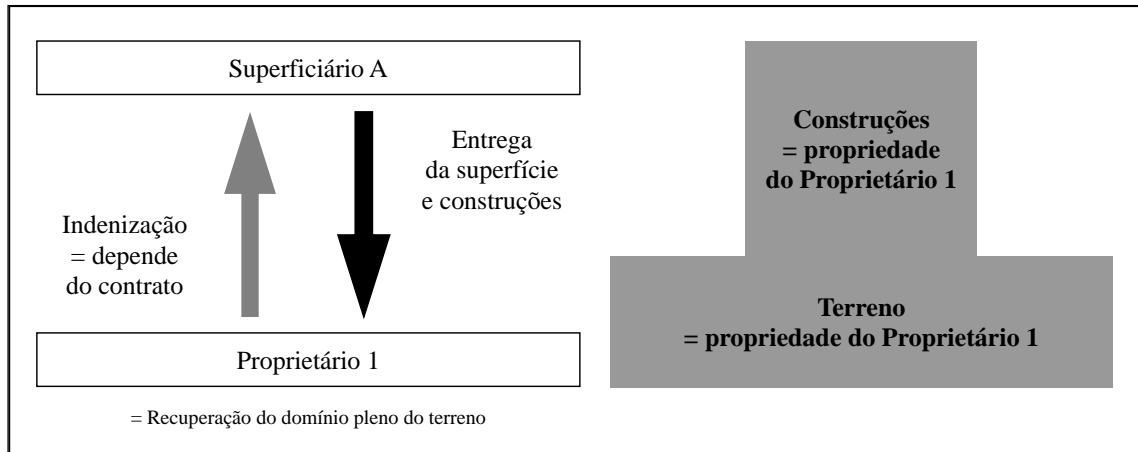 Superficiário A
Entrega
da superfície
e construções
Indenização
= depende
do contrato
Proprietário 1
= Recuperação do domínio pleno do terreno
Construções
= propriedade
do Proprietário 1
Terreno
= propriedade do Proprietário 1